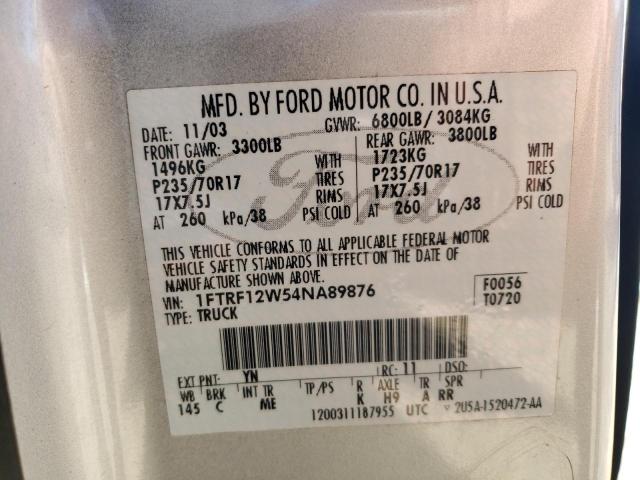 MFD. BY FORD MOTOR CO. IN U.S.A.
DATE: 11/03 GVWR: 6800LB/ 3084KG
FRONT GAWR: 3300LB REAR GAWR: 3800LB
1496KG WITH 1723KG WITH
P235/70R17 TIRES P235/70R17 TIRES
17X7.5J RIMS 17X7.5J RIMS
AT 260 kPa/38 PSI COLD AT 260 kPa/38 PSI COLD
Ford
THIS VEHICLE CONFORMS TO ALL APPLICABLE FEDERAL MOTOR
VEHICLE SAFETY STANDARDS IN EFFECT ON THE DATE OF
MANUFACTURE SHOWN ABOVE.
VIN: 1FTRF12W54NA89876 F0056
TYPE: TRUCK T0720
EXT PNT: YN RC: 11 DSO:
WB BRK INT TR TP/PS R AXLE TR SPR
145 C ME K H9 A RR
1200311187955 UTC 2U5A-1520472-AA